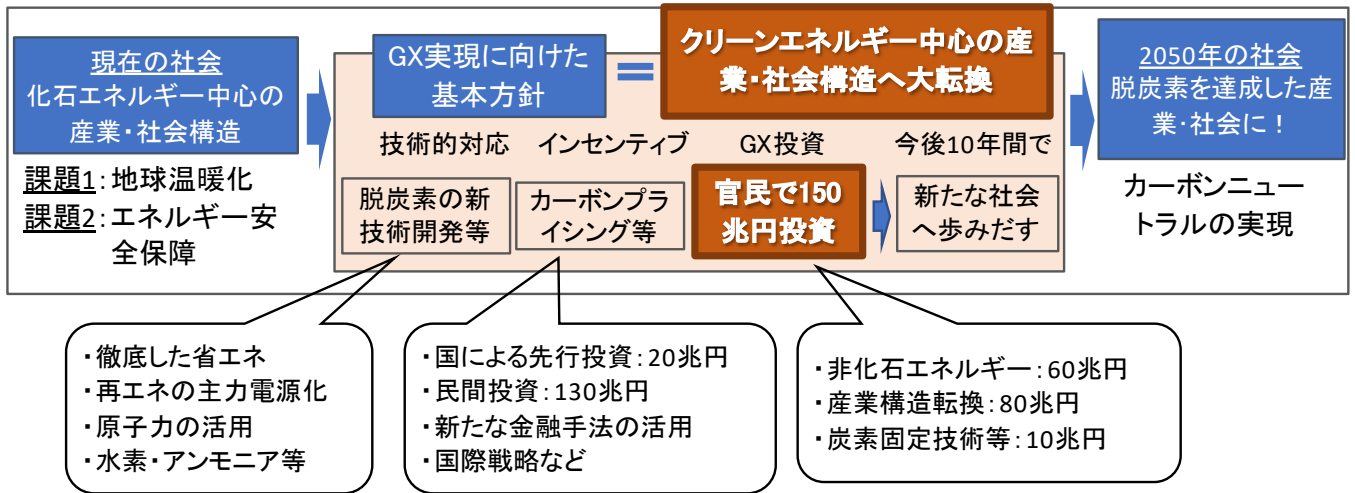 現在の社会
化石エネルギー中心の
産業・社会構造
課題1：地球温暖化
課題2：エネルギー安
全保障
GX実現に向けた
基本方針
＝
クリーンエネルギー中心の産
業・社会構造へ大転換
技術的対応
脱炭素の新
技術開発等
インセンティブ
カーボンプラ
イシング等
GX投資
官民で150
兆円投資
今後10年間で
新たな社会
へ歩みだす
2050年の社会
脱炭素を達成した産
業・社会に！
カーボンニュー
トラルの実現
・徹底した省エネ
・再エネの主力電源化
・原子力の活用
・水素・アンモニア等
・国による先行投資：20兆円
・民間投資：130兆円
・新たな金融手法の活用
・国際戦略など
・非化石エネルギー：60兆円
・産業構造転換：80兆円
・炭素固定技術等：10兆円